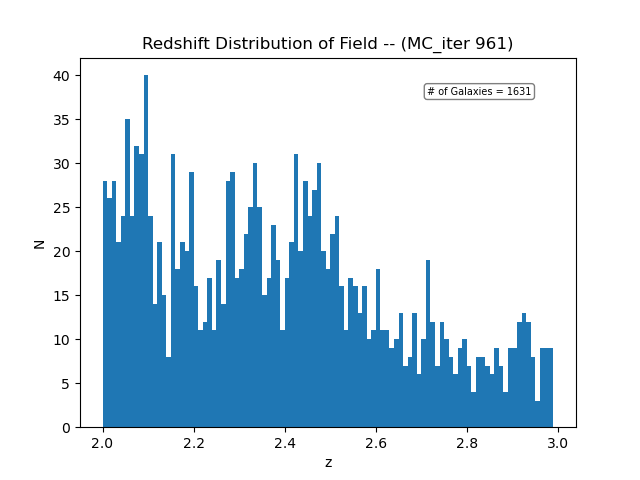 Redshift Distribution of Field -- (MC_iter 961)
# of Galaxies = 1631
40
35
30
25
20
15
10
5
0
N
2.0 2.2 2.4 2.6 2.8 3.0
z